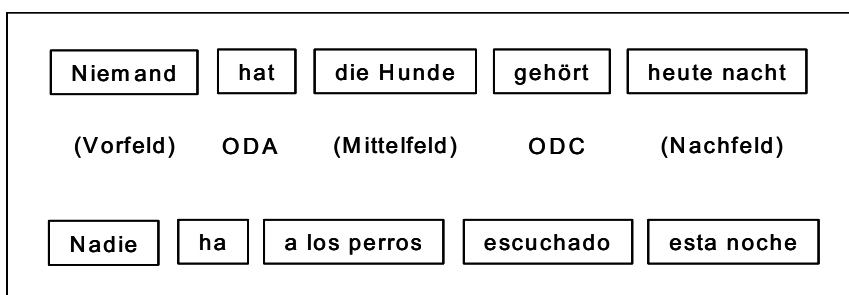 Niemand hat die Hunde gehört heute nacht
(Vorfeld) ODA (Mittelfeld) ODC (Nachfeld)
Nadie ha a los perros escuchado esta noche